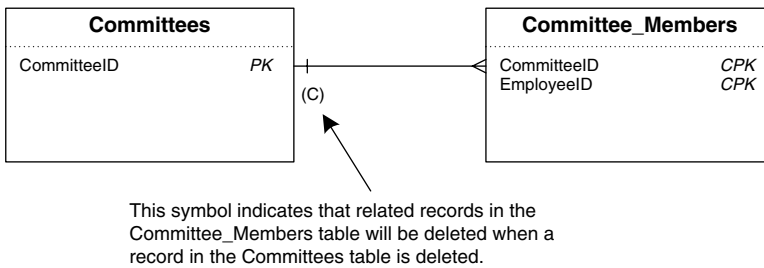 Committees
CommitteeID PK
(C)
Committee_Members
CommitteeID CPK
EmployeeID CPK
This symbol indicates that related records in the
Committee_Members table will be deleted when a
record in the Committees table is deleted.